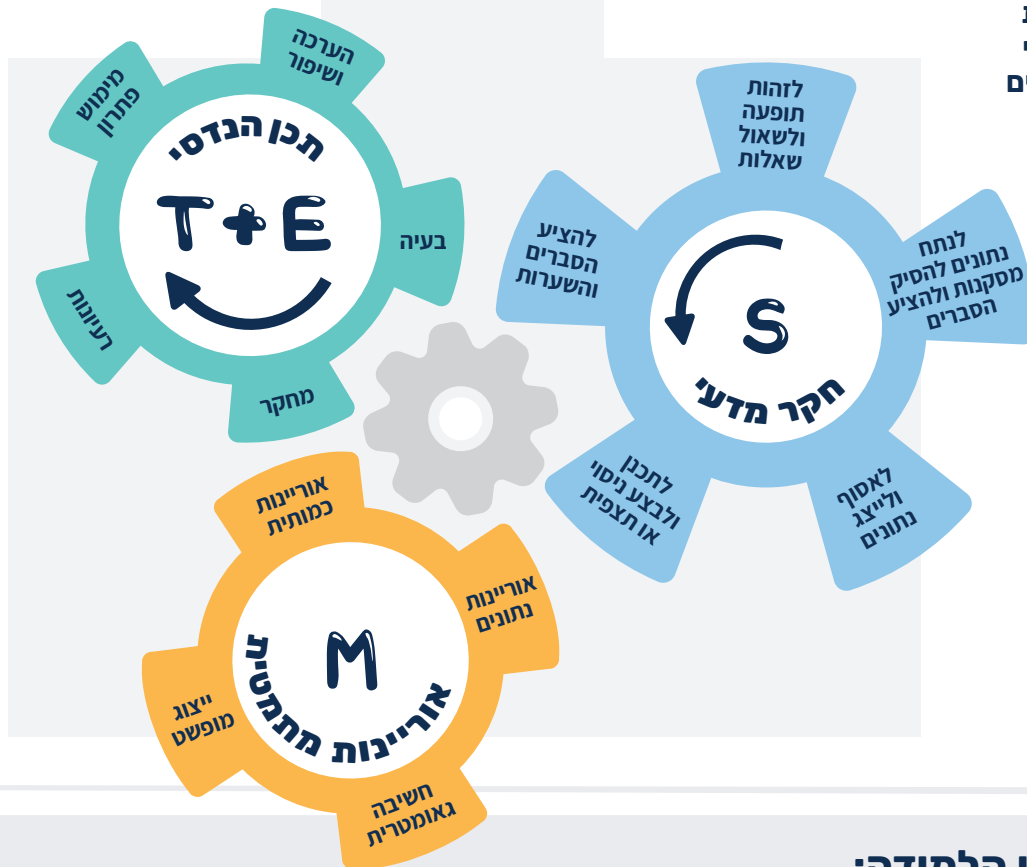 תכן הנדסי
T+E
בעיה
מחקר
רעיונות
מימוש
פתרון
הערכה
ושיפור
חקר מדעי
S
לזהות
תופעה
ולשאול
שאלות
להציע
הסברים
והשערות
לתכנן
ולבצע ניסוי
או תצפית
לאסוף
ולייצג
נתונים
לנתח
נתונים להסיק
מסקנות ולהציע
הסברים
אוריינות מתמטית
M
אוריינות
כמותית
אוריינות
נתונים
חשיבה
גאומטרית
ייצוג
מופשט